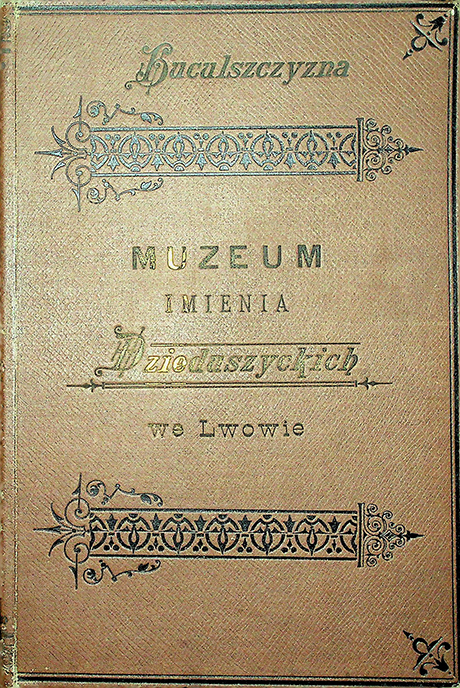 Huculszczyzna
MUZEUM
IMIENIA
Dzieduszyckich
we Lwowie